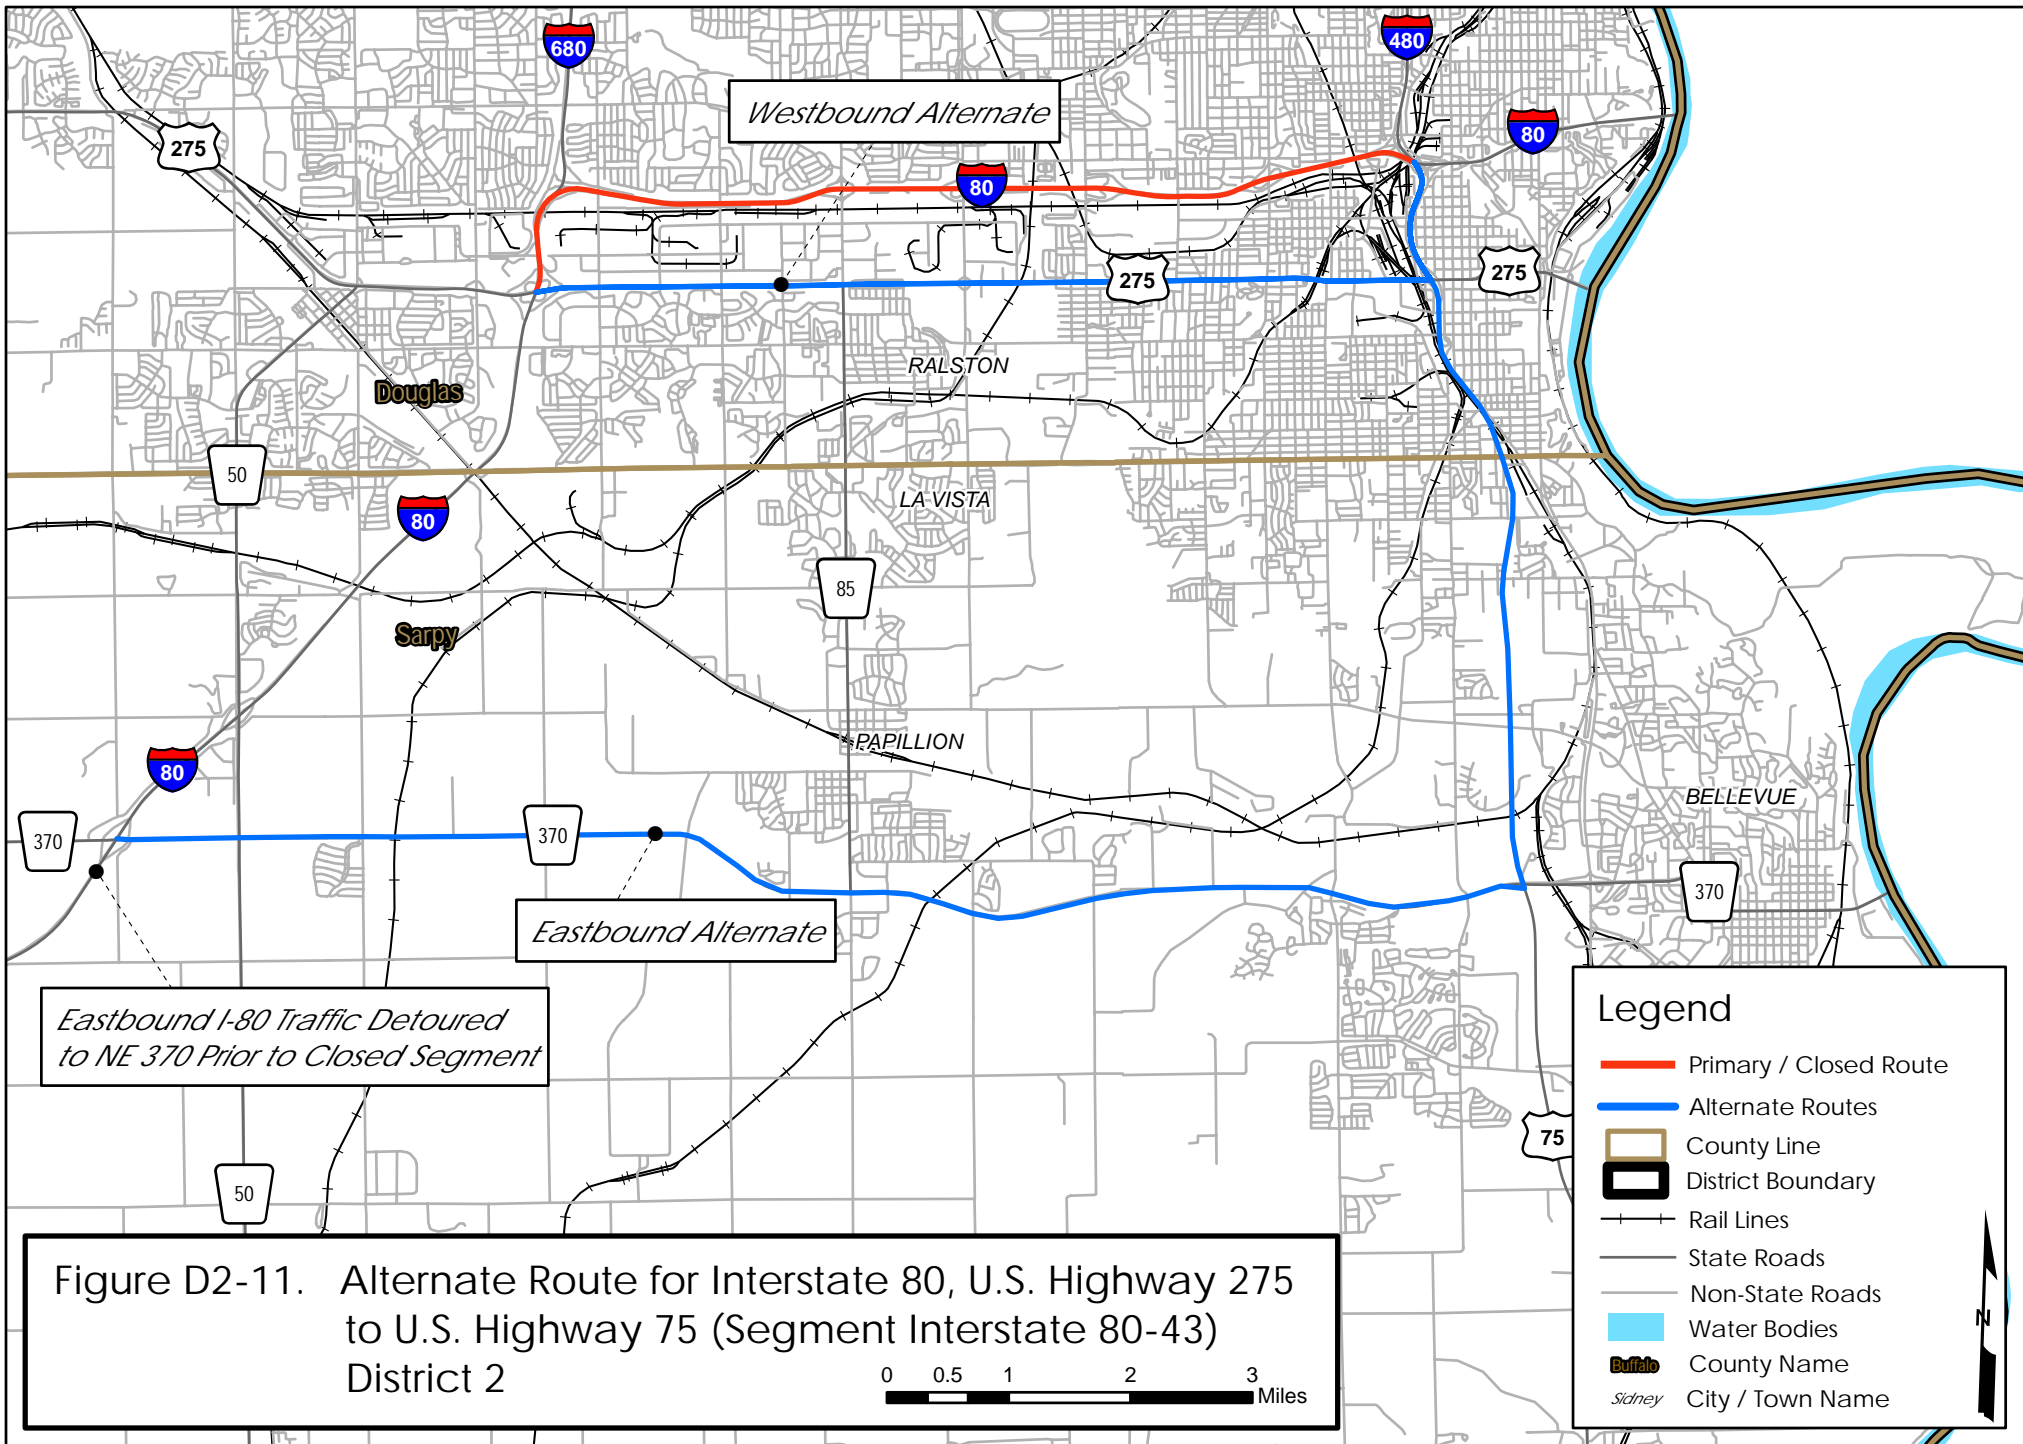 680
480
Westbound Alternate
80
275
80
275
275
RALSTON
Douglas
50
LA VISTA
80
85
Sarpy
PAPILLION
80
BELLEVUE
370
370
370
Eastbound Alternate
Eastbound I-80 Traffic Detoured
to NE 370 Prior to Closed Segment
75
50
Legend
Primary / Closed Route
Alternate Routes
County Line
District Boundary
Rail Lines
State Roads
Non-State Roads
Water Bodies
Buffalo County Name
Sidney City / Town Name
N
Figure D2-11. Alternate Route for Interstate 80, U.S. Highway 275
to U.S. Highway 75 (Segment Interstate 80-43)
District 2
0 0.5 1 2 3
Miles